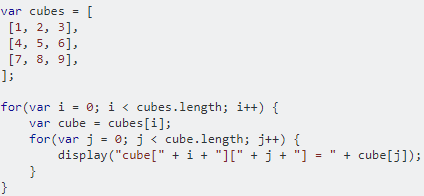 var cubes = [
 [1, 2, 3],
 [4, 5, 6],
 [7, 8, 9],
];

for(var i = 0; i < cubes.length; i++) {
    var cube = cubes[i];
    for(var j = 0; j < cube.length; j++) {
        display("cube[" + i + "][" + j + "] = " + cube[j]);
    }
}